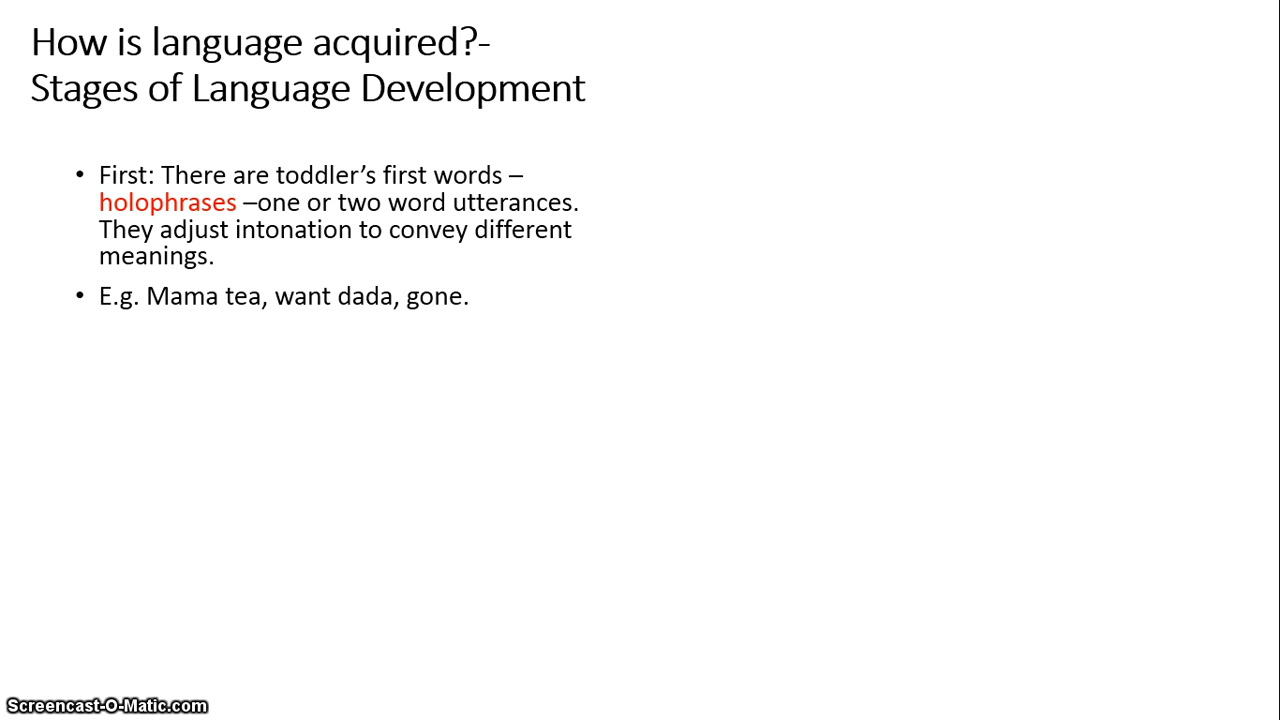 How is language acquired?-
Stages of Language Development
• First: There are toddler’s first words –
holophrases –one or two word utterances.
They adjust intonation to convey different
meanings.
• E.g. Mama tea, want dada, gone.
Screencast-O-Matic.com